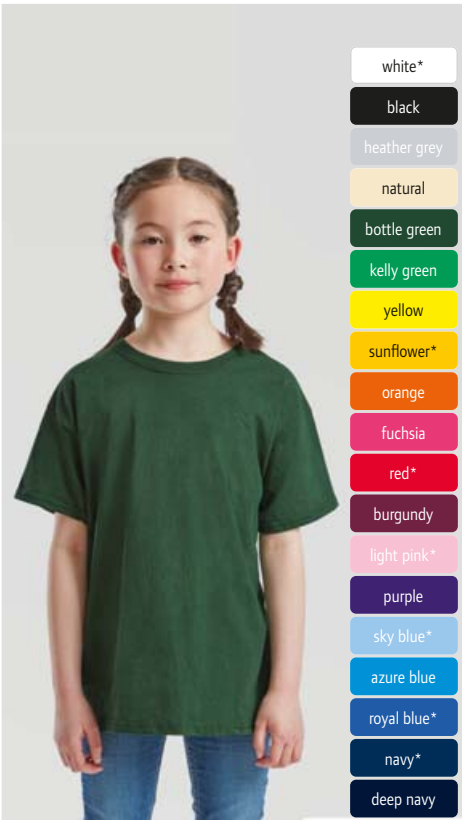 white*
black
heather grey
natural
bottle green
kelly green
yellow
sunflower*
orange
fuchsia
red*
burgundy
light pink*
purple
sky blue*
azure blue
royal blue*
navy*
deep navy